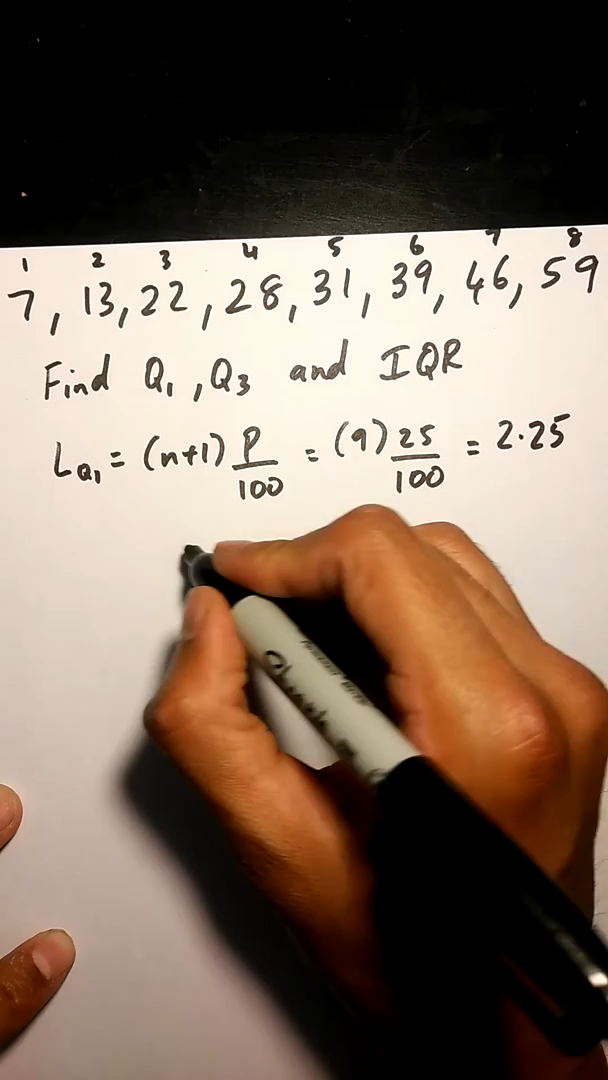 1 2 3 4 5 6 7 8
7, 13, 22, 28, 31, 39, 46, 59
Find Q₁, Q₃ and IQR
L_Q₁ = (n+1) P/100 = (9) 25/100 = 2.25